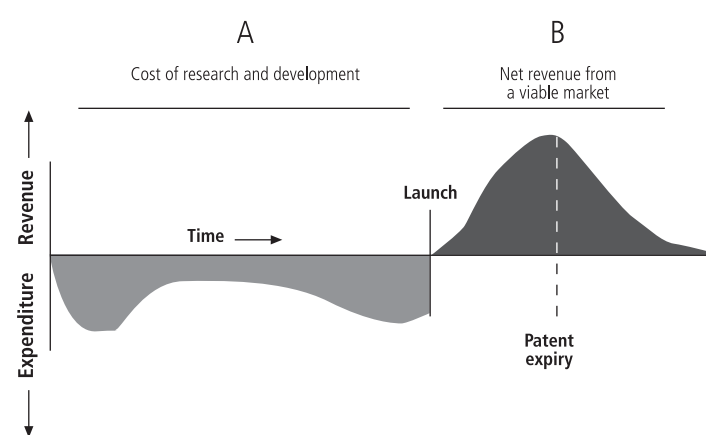 A
B
Cost of research and development
Net revenue from
a viable market
Revenue
Launch
Time
Expenditure
Patent
expiry